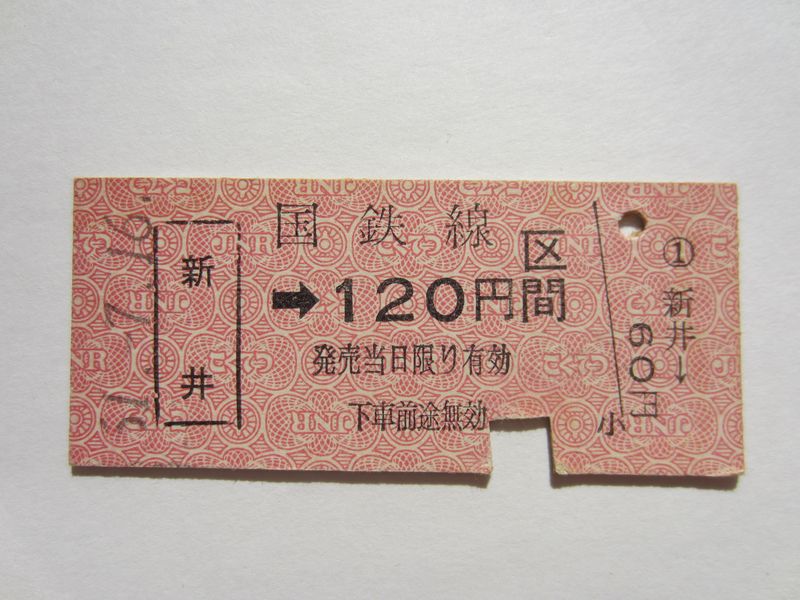 新井
国鉄線
➡120円区間
発売当日限り有効
下車前途無効
小
①新井→
60円